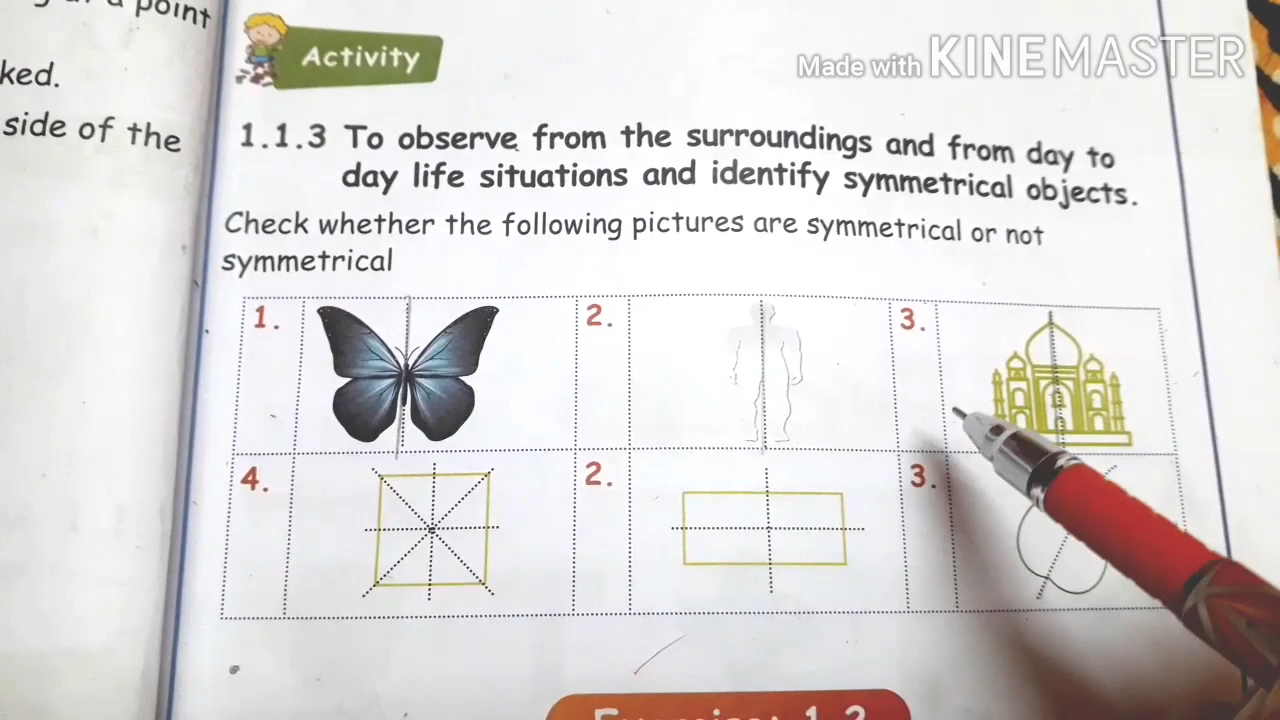 point
ked.
side of the
Activity
Made with KINEMASTER
1.1.3 To observe from the surroundings and from day to
day life situations and identify symmetrical objects.
Check whether the following pictures are symmetrical or not
symmetrical
1. 2. 3.
4. 2. 3.